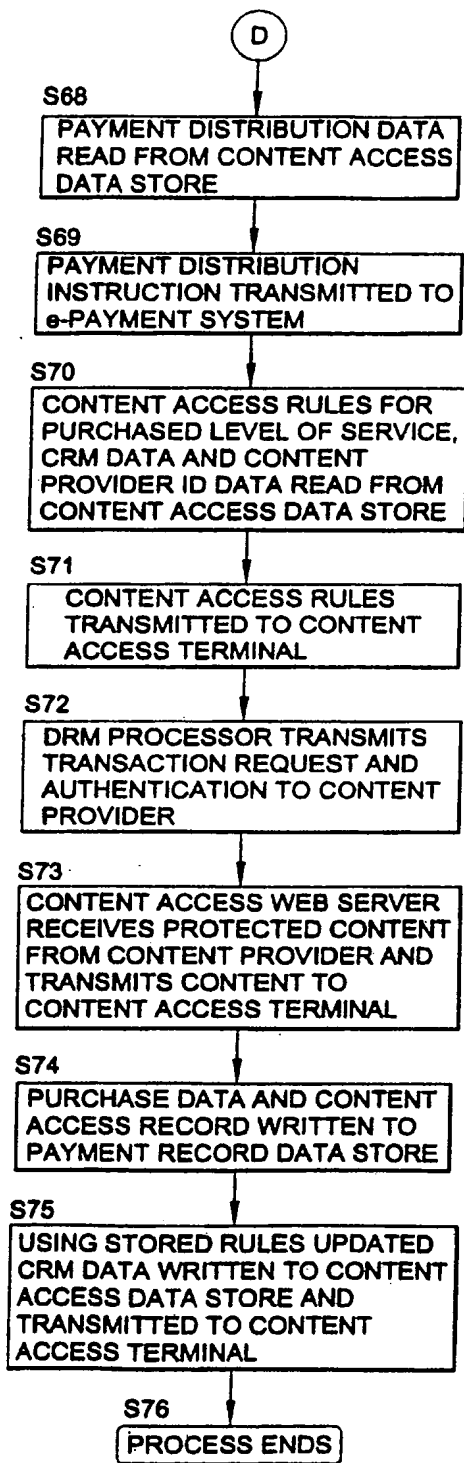 D
S68
PAYMENT DISTRIBUTION DATA
READ FROM CONTENT ACCESS
DATA STORE
S69
PAYMENT DISTRIBUTION
INSTRUCTION TRANSMITTED TO
e-PAYMENT SYSTEM
S70
CONTENT ACCESS RULES FOR
PURCHASED LEVEL OF SERVICE,
CRM DATA AND CONTENT
PROVIDER ID DATA READ FROM
CONTENT ACCESS DATA STORE
S71
CONTENT ACCESS RULES
TRANSMITTED TO CONTENT
ACCESS TERMINAL
S72
DRM PROCESSOR TRANSMITS
TRANSACTION REQUEST AND
AUTHENTICATION TO CONTENT
PROVIDER
S73
CONTENT ACCESS WEB SERVER
RECEIVES PROTECTED CONTENT
FROM CONTENT PROVIDER AND
TRANSMITS CONTENT TO
CONTENT ACCESS TERMINAL
S74
PURCHASE DATA AND CONTENT
ACCESS RECORD WRITTEN TO
PAYMENT RECORD DATA STORE
S75
USING STORED RULES UPDATED
CRM DATA WRITTEN TO CONTENT
ACCESS DATA STORE AND
TRANSMITTED TO CONTENT
ACCESS TERMINAL
S76
PROCESS ENDS